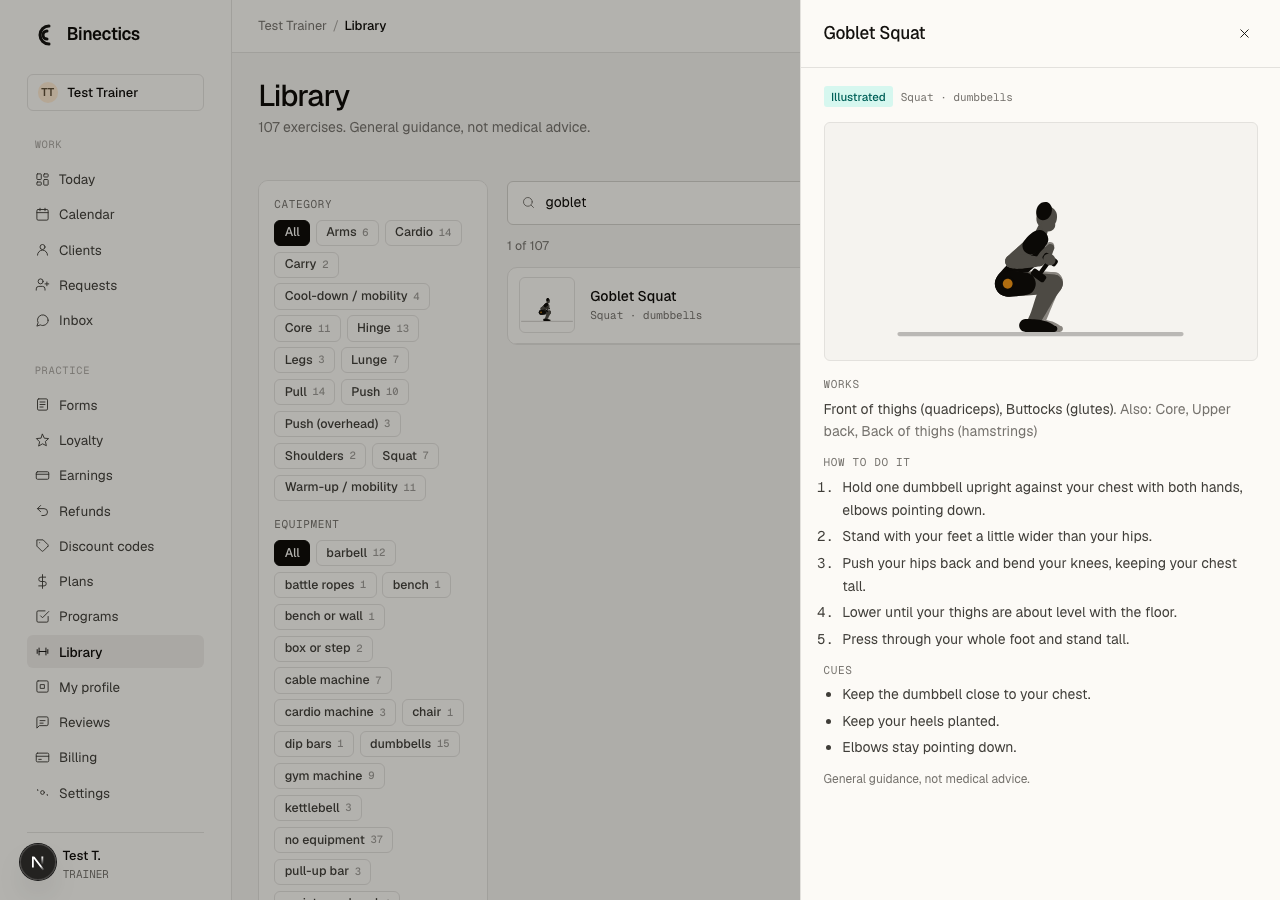 Binectics
TT Test Trainer
WORK
Today
Calendar
Clients
Requests
Inbox
PRACTICE
Forms
Loyalty
Earnings
Refunds
Discount codes
Plans
Programs
Library
My profile
Reviews
Billing
Settings
N
Test T.
TRAINER
Test Trainer / Library
Library
107 exercises. General guidance, not medical advice.
CATEGORY
All Arms 6 Cardio 14
Carry 2
Cool-down / mobility 4
Core 11 Hinge 13
Legs 3 Lunge 7
Pull 14 Push 10
Push (overhead) 3
Shoulders 2 Squat 7
Warm-up / mobility 11
EQUIPMENT
All barbell 12
battle ropes 1 bench 1
bench or wall 1
box or step 2
cable machine 7
cardio machine 3 chair 1
dip bars 1 dumbbells 15
gym machine 9
kettlebell 3
no equipment 37
pull-up bar 3
goblet
1 of 107
Goblet Squat
Squat · dumbbells
Goblet Squat
Illustrated Squat · dumbbells
WORKS
Front of thighs (quadriceps), Buttocks (glutes). Also: Core, Upper
back, Back of thighs (hamstrings)
HOW TO DO IT
1. Hold one dumbbell upright against your chest with both hands,
elbows pointing down.
2. Stand with your feet a little wider than your hips.
3. Push your hips back and bend your knees, keeping your chest
tall.
4. Lower until your thighs are about level with the floor.
5. Press through your whole foot and stand tall.
CUES
• Keep the dumbbell close to your chest.
• Keep your heels planted.
• Elbows stay pointing down.
General guidance, not medical advice.